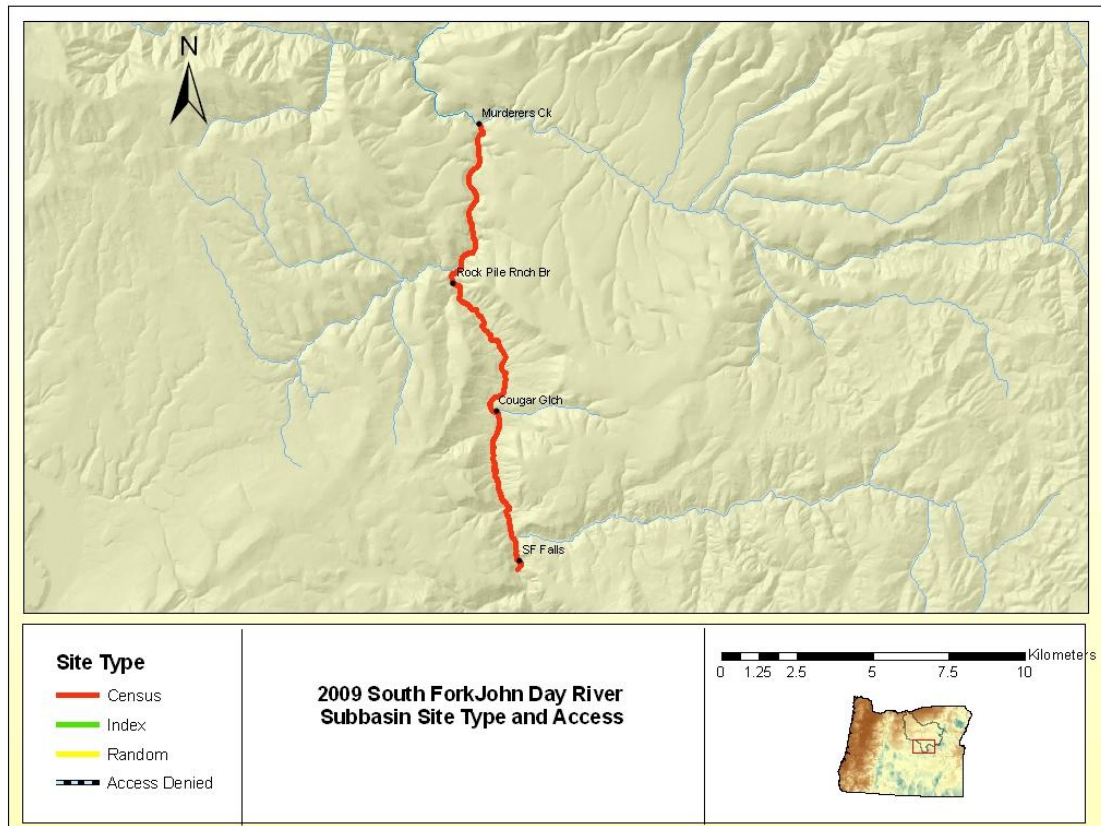 N
Murderers Ck
Rock Pile Rnch Br
Cougar Glch
SF Falls
Site Type
Census
Index
Random
Access Denied
2009 South ForkJohn Day River
Subbasin Site Type and Access
Kilometers
0 1.25 2.5 5 7.5 10